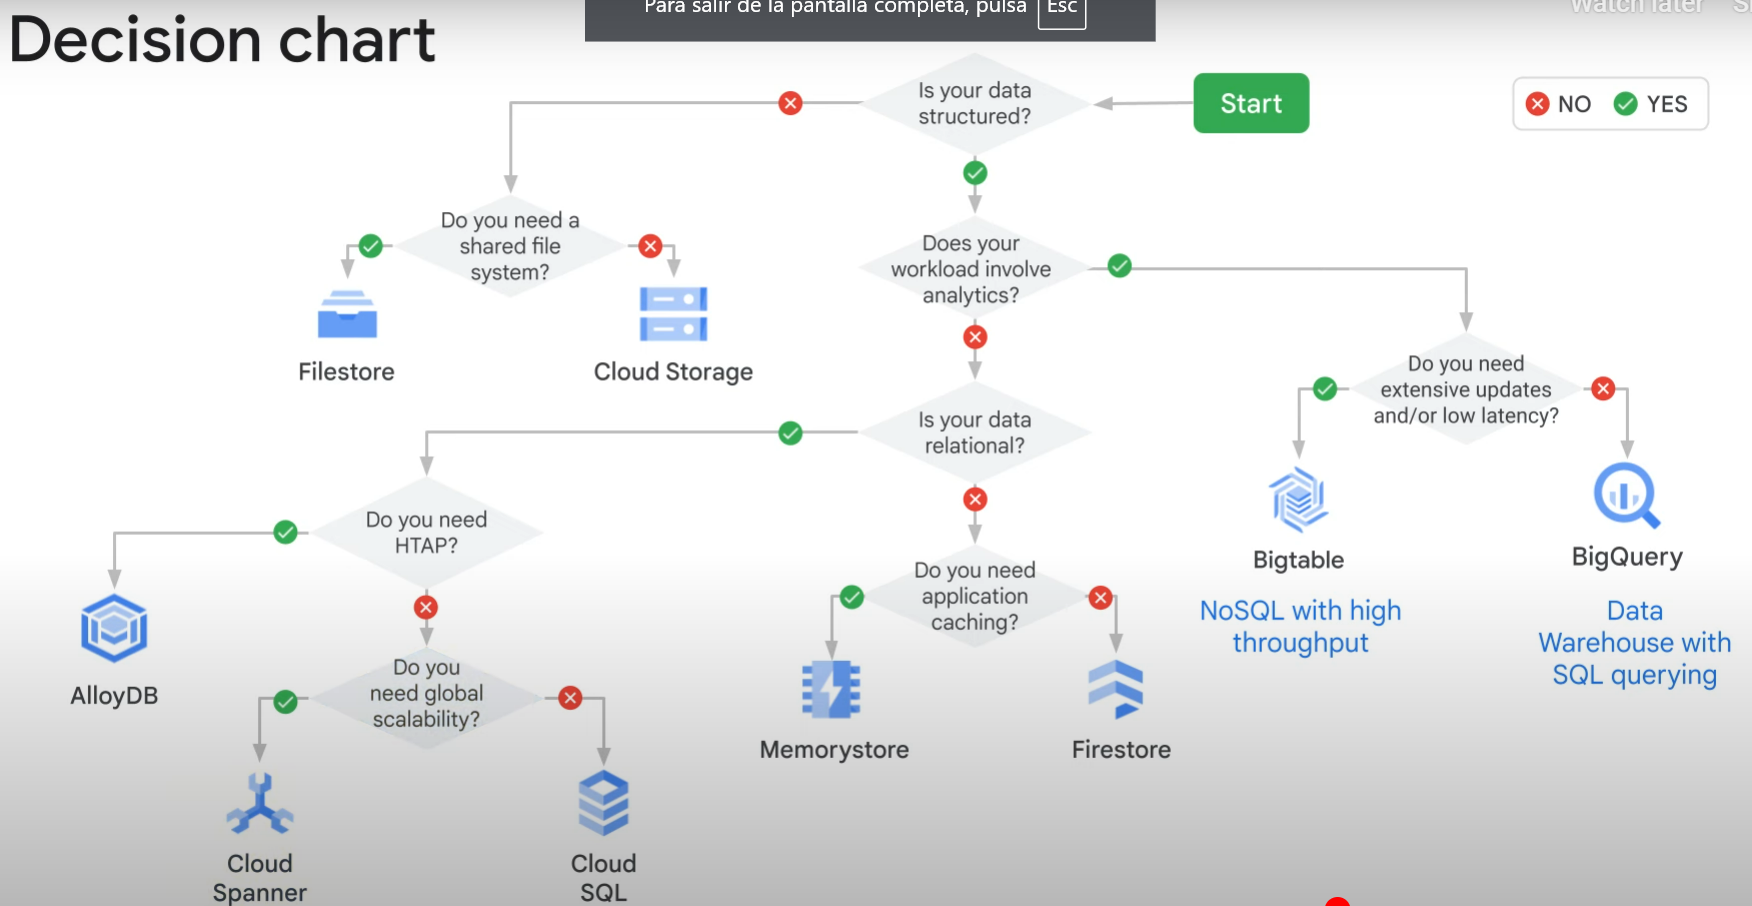 Para salir de la pantalla completa, pulsa Esc
Watch later
Decision chart
Is your data
structured?
Start
NO YES
Do you need a
shared file
system?
Does your
workload involve
analytics?
Filestore
Cloud Storage
Do you need
extensive updates
and/or low latency?
Is your data
relational?
Do you need
HTAP?
Bigtable
BigQuery
NoSQL with high
throughput
Data
Warehouse with
SQL querying
Do you need
application
caching?
AlloyDB
Do you
need global
scalability?
Memorystore
Firestore
Cloud
Spanner
Cloud
SQL